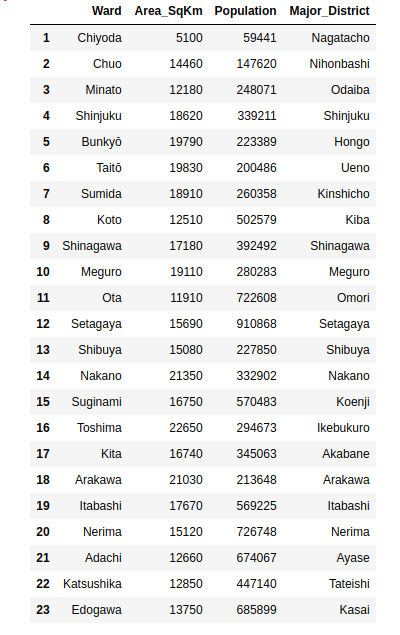 Ward Area_SqKm Population Major_District
1 Chiyoda 5100 59441 Nagatacho
2 Chuo 14460 147620 Nihonbashi
3 Minato 12180 248071 Odaiba
4 Shinjuku 18620 339211 Shinjuku
5 Bunkyō 19790 223389 Hongo
6 Taitō 19830 200486 Ueno
7 Sumida 18910 260358 Kinshicho
8 Koto 12510 502579 Kiba
9 Shinagawa 17180 392492 Shinagawa
10 Meguro 19110 280283 Meguro
11 Ota 11910 722608 Omori
12 Setagaya 15690 910868 Setagaya
13 Shibuya 15080 227850 Shibuya
14 Nakano 21350 332902 Nakano
15 Suginami 16750 570483 Koenji
16 Toshima 22650 294673 Ikebukuro
17 Kita 16740 345063 Akabane
18 Arakawa 21030 213648 Arakawa
19 Itabashi 17670 569225 Itabashi
20 Nerima 15120 726748 Nerima
21 Adachi 12660 674067 Ayase
22 Katsushika 12850 447140 Tateishi
23 Edogawa 13750 685899 Kasai